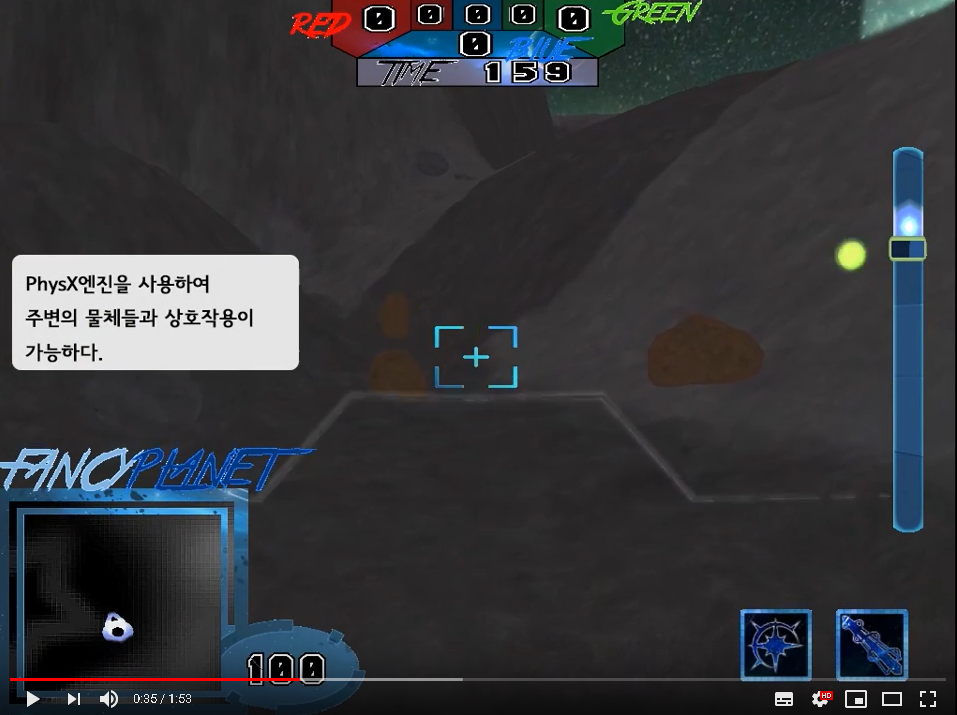 RED 0 0 0 0 0 GREEN
0 BLUE
TIME 159
PhysX엔진을 사용하여
주변의 물체들과 상호작용이
가능하다.
FANCYPLANET
100
0:35 / 1:53
HD